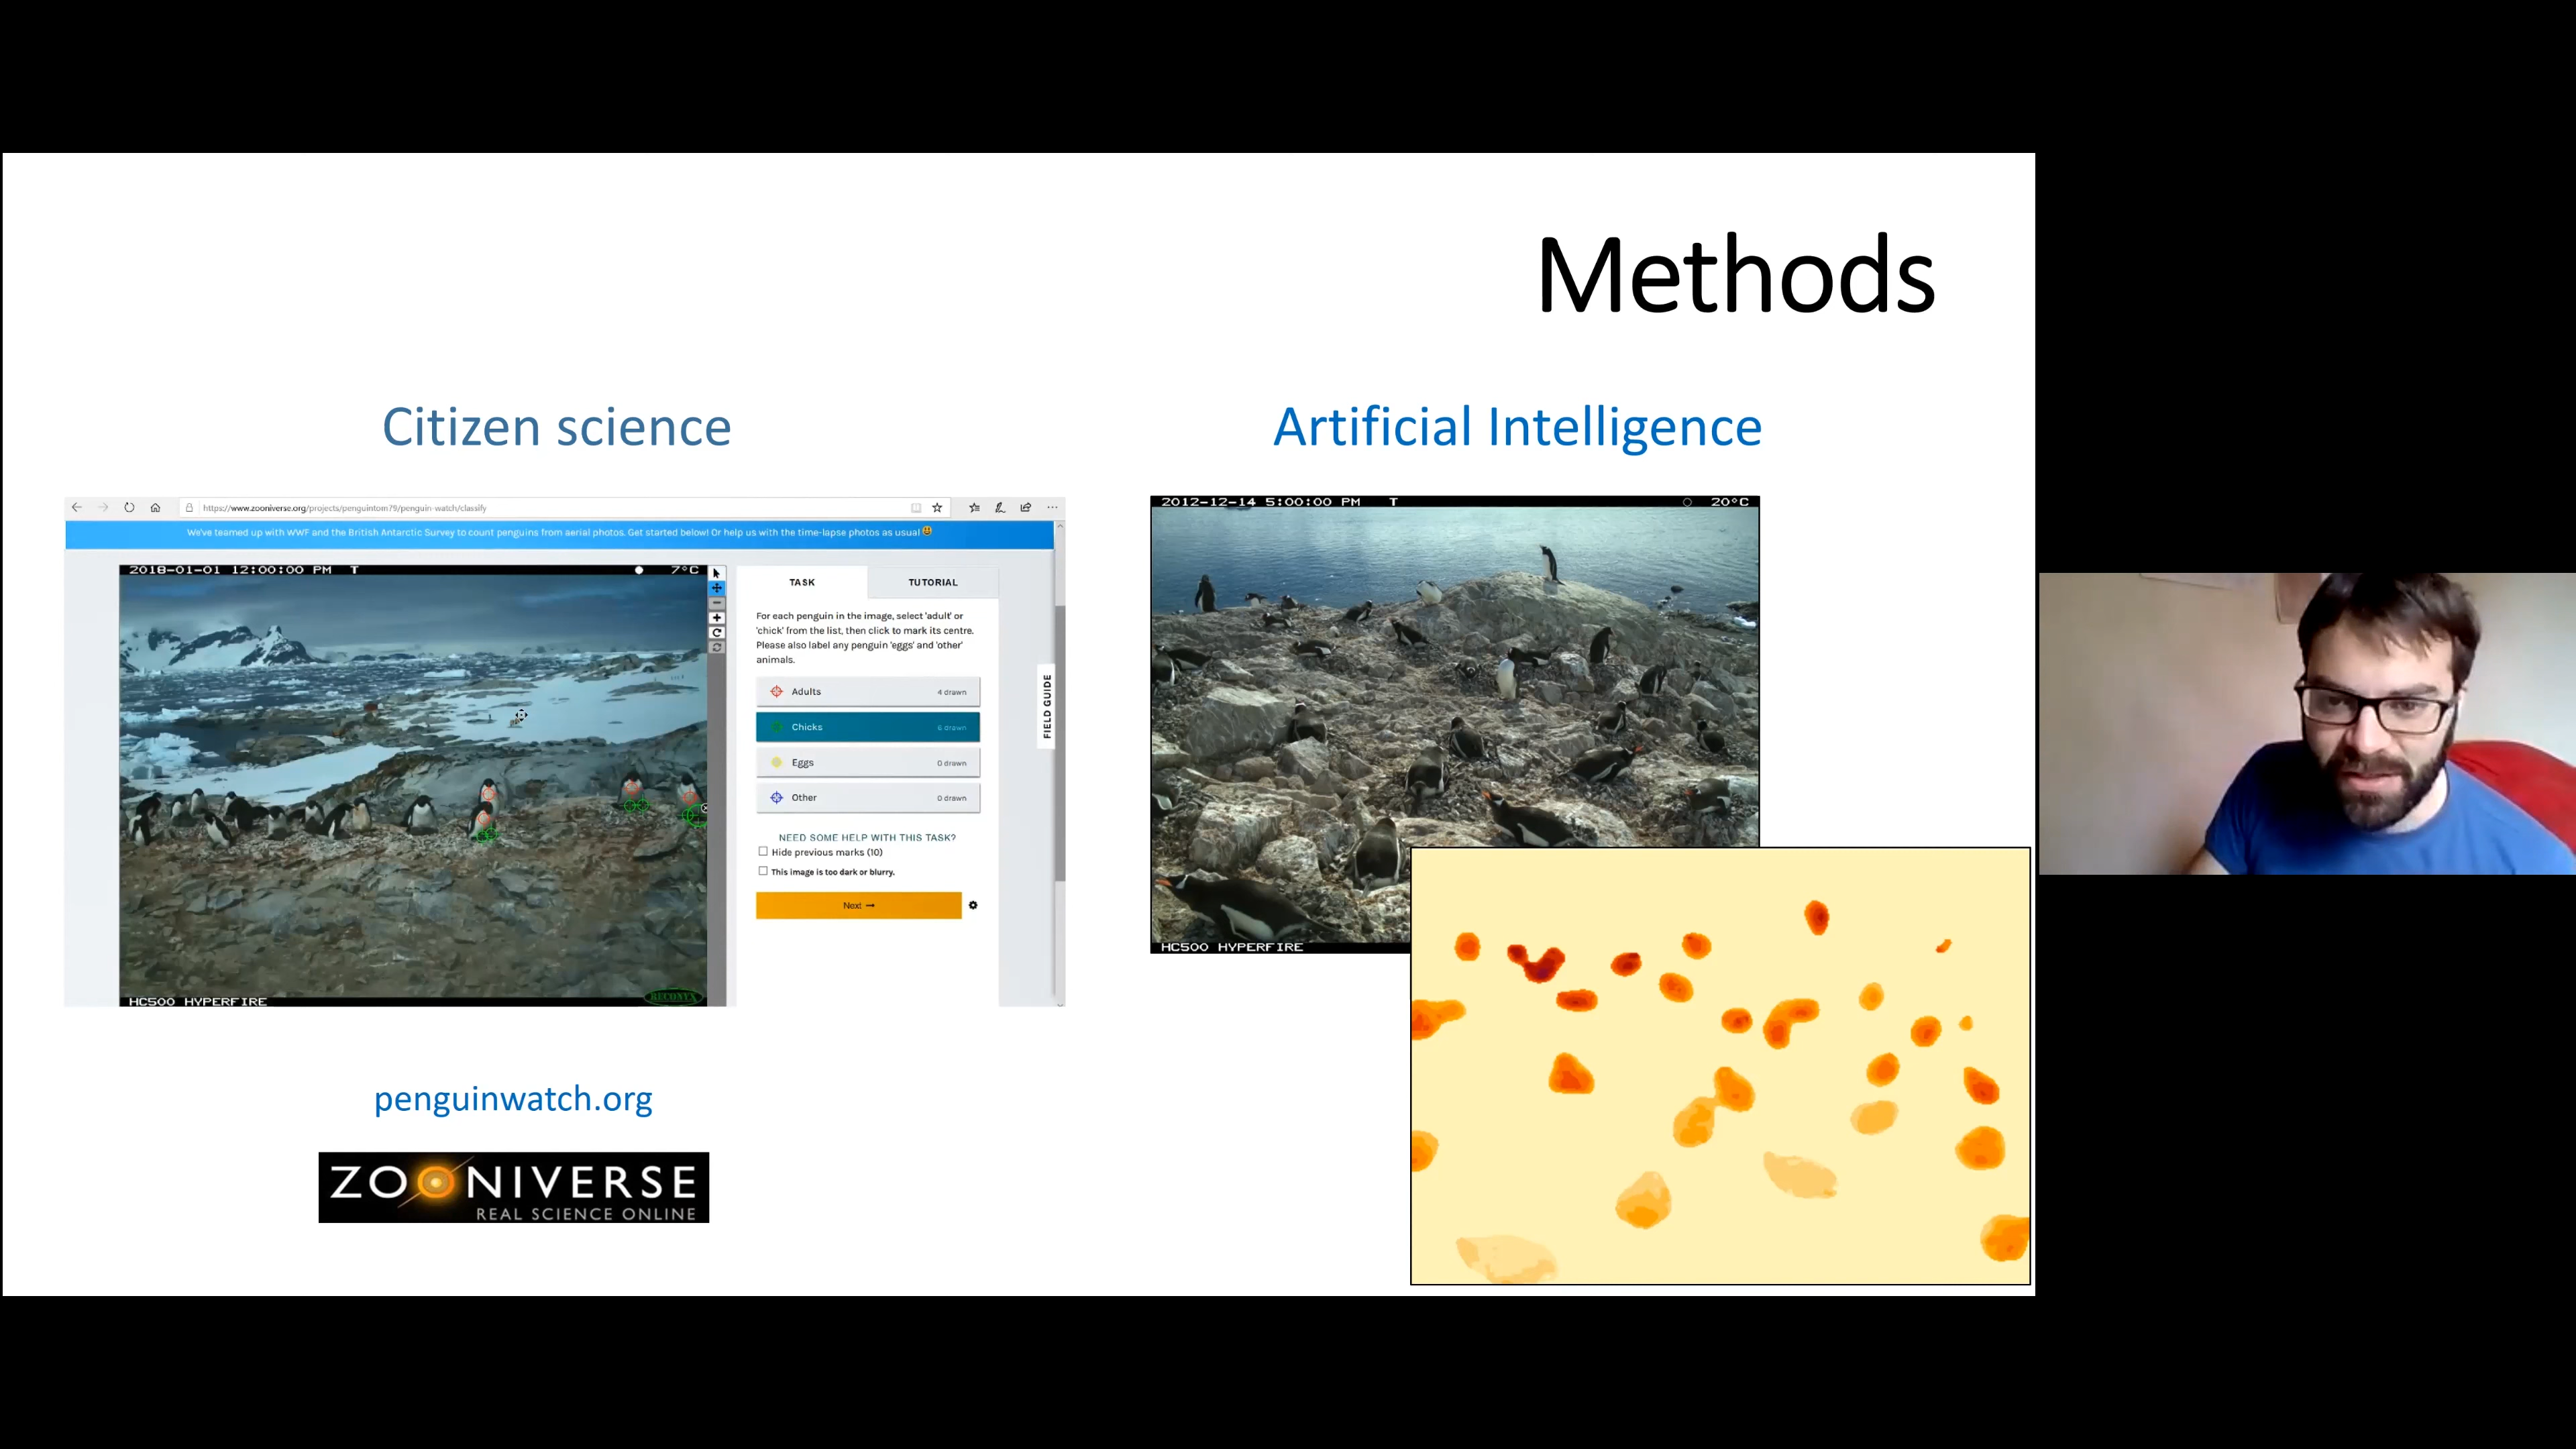 Methods
Citizen science
https://www.zooniverse.org/projects/penguintom79/penguin-watch/classify
We've teamed up with WWF and the British Antarctic Survey to count penguins from aerial photos. Get started below! Or help us with the time-lapse photos as usual
2018-01-01 12:00:00 PM T 7°C
TASK
TUTORIAL
For each penguin in the image, select 'adult' or
'chick' from the list, then click to mark its centre.
Please also label any penguin 'eggs' and 'other'
animals.
Adults 4 drawn
Chicks 6 drawn
Eggs 0 drawn
Other 0 drawn
NEED SOME HELP WITH THIS TASK?
Hide previous marks (10)
This image is too dark or blurry.
Next →
FIELD GUIDE
HC500 HYPERFIRE
RECONYX
penguinwatch.org
ZOONIVERSE
REAL SCIENCE ONLINE
Artificial Intelligence
2012-12-14 5:00:00 PM T 20°C
HC500 HYPERFIRE